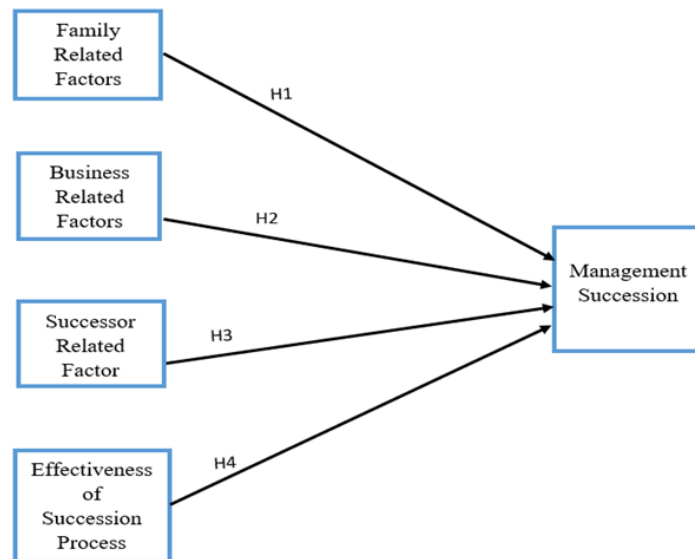 Family
Related
Factors
H1
Business
Related
Factors
H2
Management
Succession
Successor
Related
Factor
H3
Effectiveness
of
Succession
Process
H4